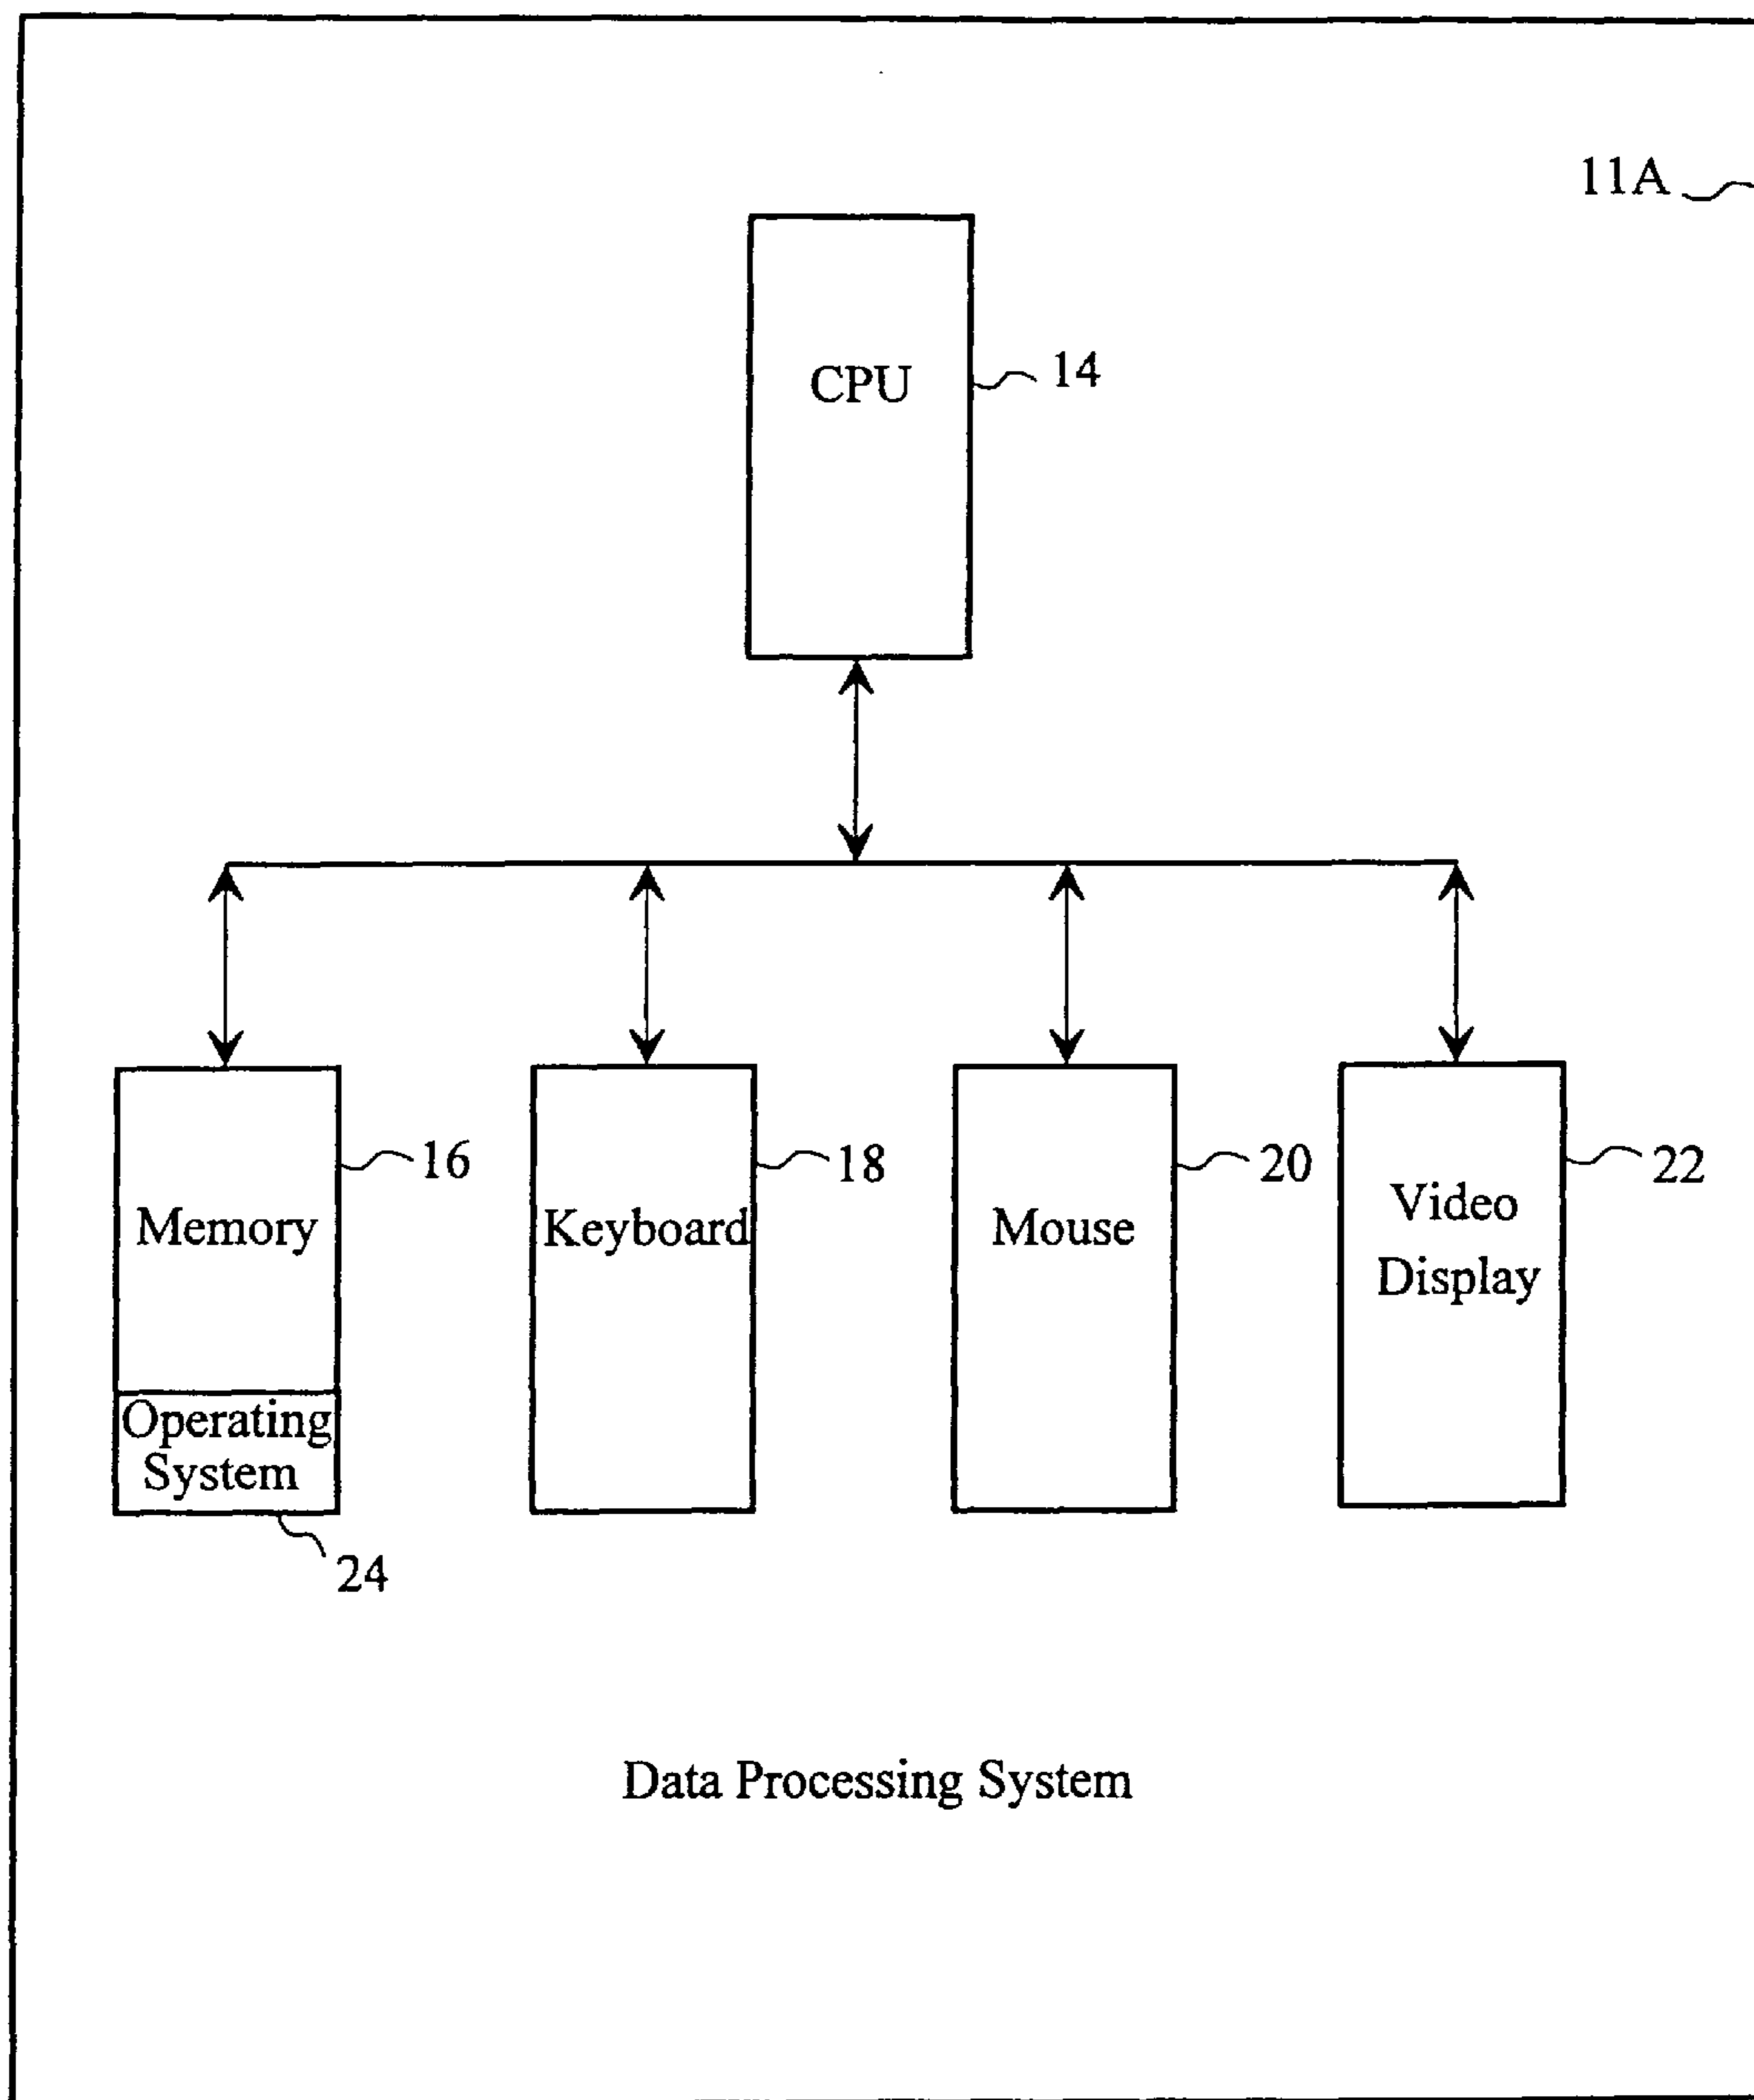 11A
CPU
14
16
18
20
22
Memory
Keyboard
Mouse
Video
Display
Operating
System
24
Data Processing System